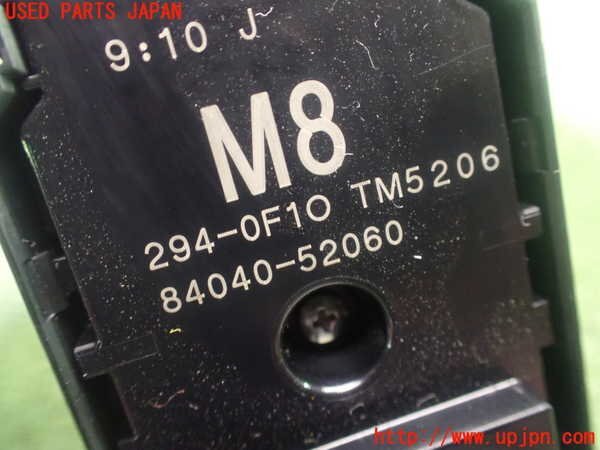 USED PARTS JAPAN
9:10 J
M8
294-0F10 TM5206
84040-52060
http://www.upjpn.com